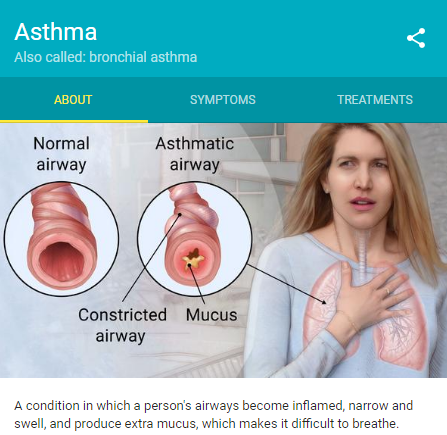 Asthma
Also called: bronchial asthma
ABOUT
SYMPTOMS
TREATMENTS
Normal
airway
Asthmatic
airway
Constricted
airway
Mucus
A condition in which a person's airways become inflamed, narrow and
swell, and produce extra mucus, which makes it difficult to breathe.